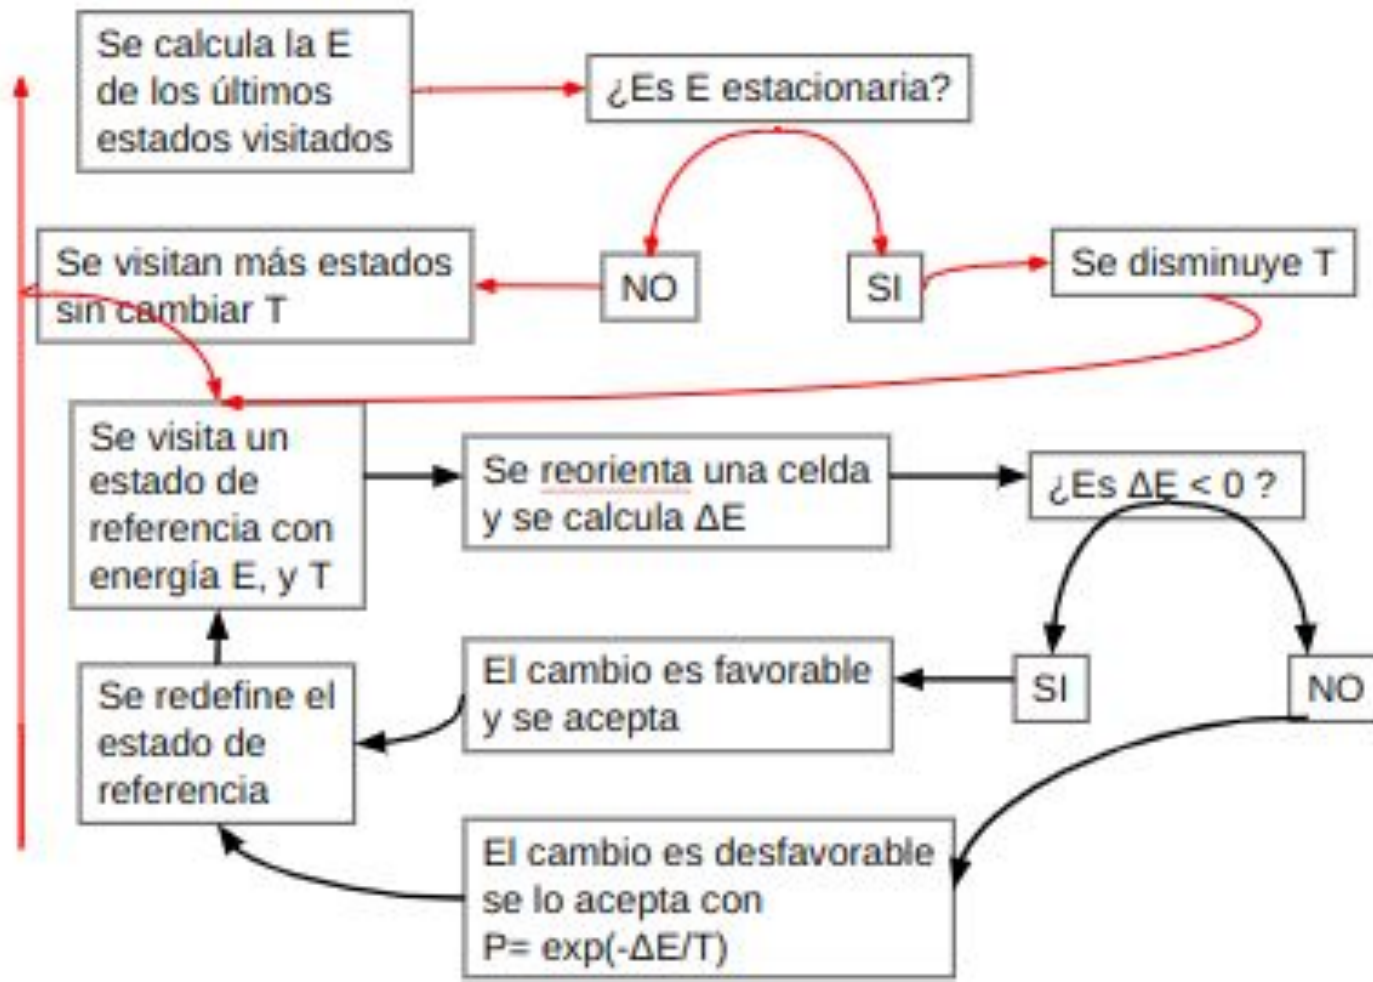 Se calcula la E
de los últimos
estados visitados
¿Es E estacionaria?
Se visitan más estados
sin cambiar T
NO
SI
Se disminuye T
Se visita un
estado de
referencia con
energía E, y T
Se reorienta una celda
y se calcula ΔE
¿Es ΔE < 0 ?
Se redefine el
estado de
referencia
El cambio es favorable
y se acepta
SI
NO
El cambio es desfavorable
se lo acepta con
P= exp(-ΔE/T)